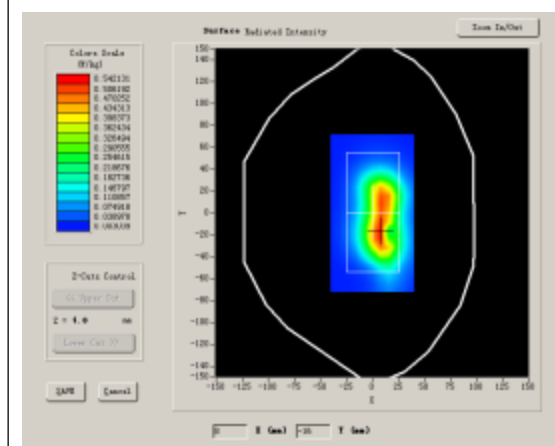 Surface Radiated Intensity
Zoom In/Out
Colors Scale
(W/kg)
0.542131
0.506192
0.470252
0.434313
0.398373
0.362434
0.326494
0.290555
0.254615
0.218676
0.182736
0.146797
0.110857
0.074918
0.038978
Z-Cuts Control
Upper Cut
Z = 4.0 mm
Lower Cut >>
SAVE
Cancel
150
140
120
100
80
60
40
20
0
-20
-40
-60
-80
-100
-120
-140
-150
Y
-150 -125 -100 -75 -50 -25 0 25 50 75 100 125 150
X
X (mm)
Y (mm)